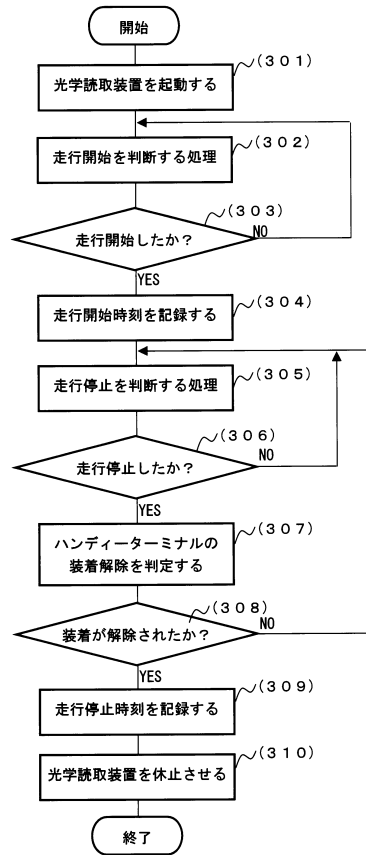 開始
(301)
光学読取装置を起動する
(302)
走行開始を判断する処理
(303)
走行開始したか?
NO
YES
(304)
走行開始時刻を記録する
(305)
走行停止を判断する処理
(306)
走行停止したか?
NO
YES
(307)
ハンディーターミナルの
装着解除を判定する
(308)
装着が解除されたか?
NO
YES
(309)
走行停止時刻を記録する
(310)
光学読取装置を休止させる
終了